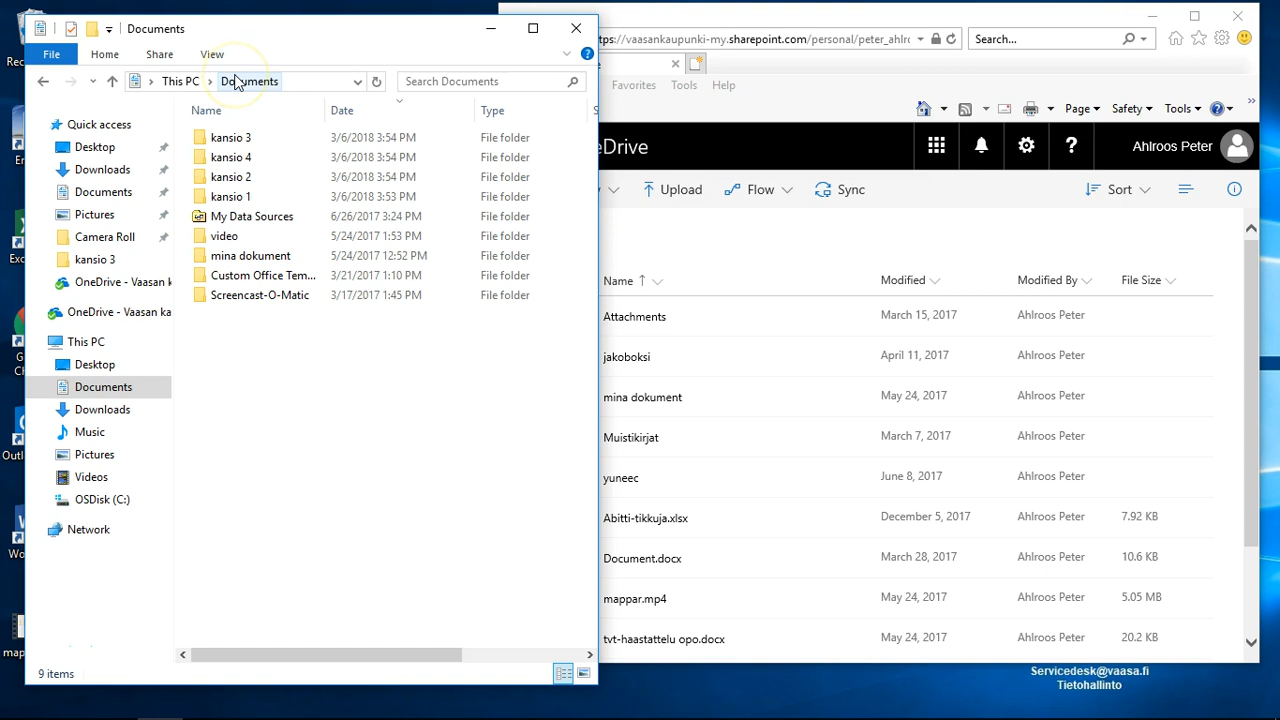 Documents
File Home Share View
This PC Documents
Search Documents
Name Date Type
kansio 3 3/6/2018 3:54 PM File folder
kansio 4 3/6/2018 3:54 PM File folder
kansio 2 3/6/2018 3:54 PM File folder
kansio 1 3/6/2018 3:53 PM File folder
My Data Sources 6/26/2017 3:24 PM File folder
video 5/24/2017 1:53 PM File folder
mina dokument 5/24/2017 12:52 PM File folder
Custom Office Tem... 3/21/2017 1:10 PM File folder
Screencast-O-Matic 3/17/2017 1:45 PM File folder
Quick access
Desktop
Downloads
Documents
Pictures
Camera Roll
kansio 3
OneDrive - Vaasan k
OneDrive - Vaasan ka
This PC
Desktop
Documents
Downloads
Music
Pictures
Videos
OSDisk (C:)
Network
9 items
tps://vaasankaupunki-my.sharepoint.com/personal/peter_ahlr
Search...
Favorites Tools Help
Page Safety Tools
eDrive
Ahlroos Peter
Upload Flow Sync Sort
Name Modified Modified By File Size
Attachments March 15, 2017 Ahlroos Peter
jakoboksi April 11, 2017 Ahlroos Peter
mina dokument May 24, 2017 Ahlroos Peter
Muistikirjat March 7, 2017 Ahlroos Peter
yuneec June 8, 2017 Ahlroos Peter
Abitti-tikkuja.xlsx December 5, 2017 Ahlroos Peter 7.92 KB
Document.docx March 28, 2017 Ahlroos Peter 10.6 KB
mappar.mp4 May 24, 2017 Ahlroos Peter 5.05 MB
tvt-haastattelu opo.docx May 24, 2017 Ahlroos Peter 20.2 KB
Servicedesk@vaasa.fi
Tietohallinto
Rec
Exc
Outl
Wo
map